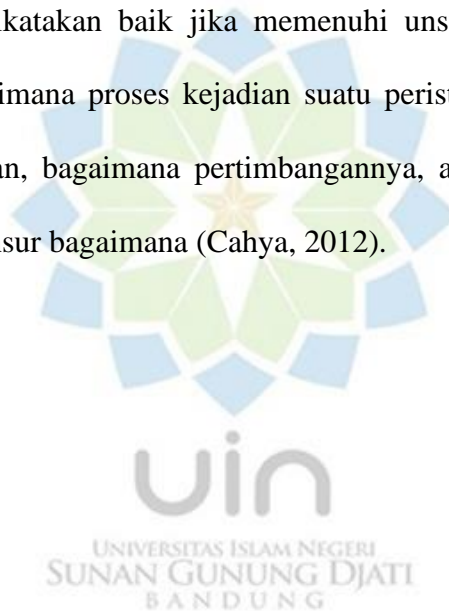 katakan baik jika memenuhi uns
imana proses kejadian suatu perist
an, bagaimana pertimbangannya, a
sur bagaimana (Cahya, 2012).
uin
UNIVERSITAS ISLAM NEGERI
SUNAN GUNUNG DJATI
BANDUNG